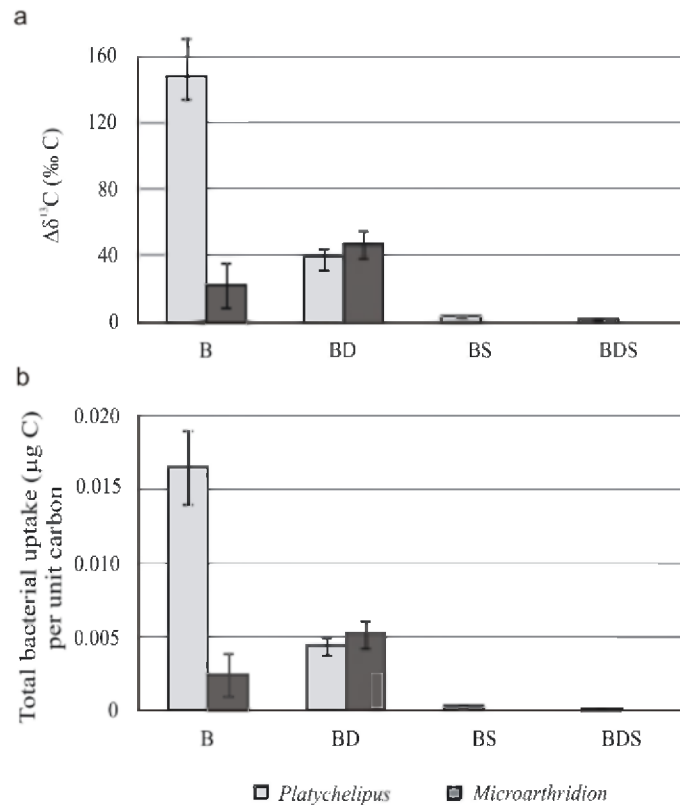 a
Δδ¹³C (‰ C)
160
120
80
40
0
B BD BS BDS
b
Total bacterial uptake (µg C)
per unit carbon
0.020
0.015
0.010
0.005
0
B BD BS BDS
Platychelipus Microarthridion